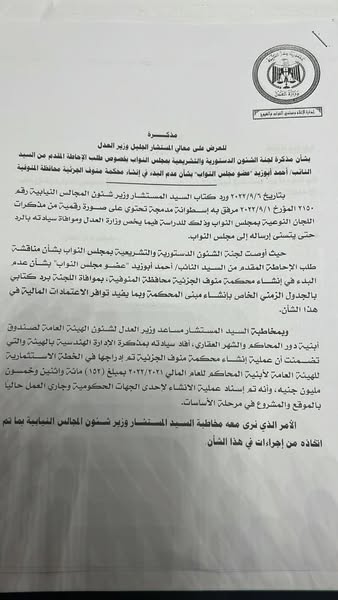 جمهورية مصر العربية
وزارة العدل
مذكـــرة
للعرض على معالي المستشار الجليل وزير العدل
بشأن مذكرة لجنة الشئون الدستورية والتشريعية بمجلس النواب بخصوص طلب الإحاطة المقدم من السيد
النائب/ أحمد أبوزيد "عضو مجلس النواب" بشأن عدم البدء في إنشاء محكمة منوف الجزئية محافظة المنوفية
بتاريخ ٢٠٢٢/٩/٦ ورد كتاب السيد المستشار وزير شئون المجالس النيابية رقم
٢١٥٠ المؤرخ ٢٠٢٢/٩/١ مرفق به إسطوانة مدمجة تحتوى على صورة رقمية من مذكرات
اللجان النوعية بمجلس النواب وذلك للدراسة فيما يخص وزارة العدل وموافاة سيادته بالرد
حتى يتسنى إرساله إلى مجلس النواب.
حيث أوصت لجنة الشئون الدستورية والتشريعية بمجلس النواب بشأن مناقشة
طلب الإحاطة المقدم من السيد النائب/ أحمد أبوزيد "عضو مجلس النواب" بشأن عدم
البدء في إنشاء محكمة منوف الجزئية محافظة المنوفية، بموافاة اللجنة برد كتابي
بالجدول الزمني الخاص بإنشاء مبنى المحكمة وبما يفيد توافر الاعتمادات المالية في
هذا الشأن.
وبمخاطبة السيد المستشار مساعد وزير العدل لشئون الهيئة العامة لصندوق
أبنية دور المحاكم والشهر العقاري، أفاد سيادته بمذكرة الإدارة الهندسية بالهيئة والتي
تضمنت أن عملية إنشاء محكمة منوف الجزئية تم إدراجها في الخطة الاستثمارية
للهيئة العامة لأبنية المحاكم للعام المالي ٢٠٢٢/٢٠٢١ بمبلغ (١٥٢) مائة واثنين وخمسون
مليون جنيه، وأنه تم إسناد عملية الانشاء لإحدى الجهات الحكومية وجاري العمل حالياً
بالموقع والمشروع في مرحلة الأساسات.
الأمر الذي نرى معه مخاطبة السيد المستشار وزير شئون المجالس النيابية بما تم
اتخاذه من إجراءات في هذا الشأن.